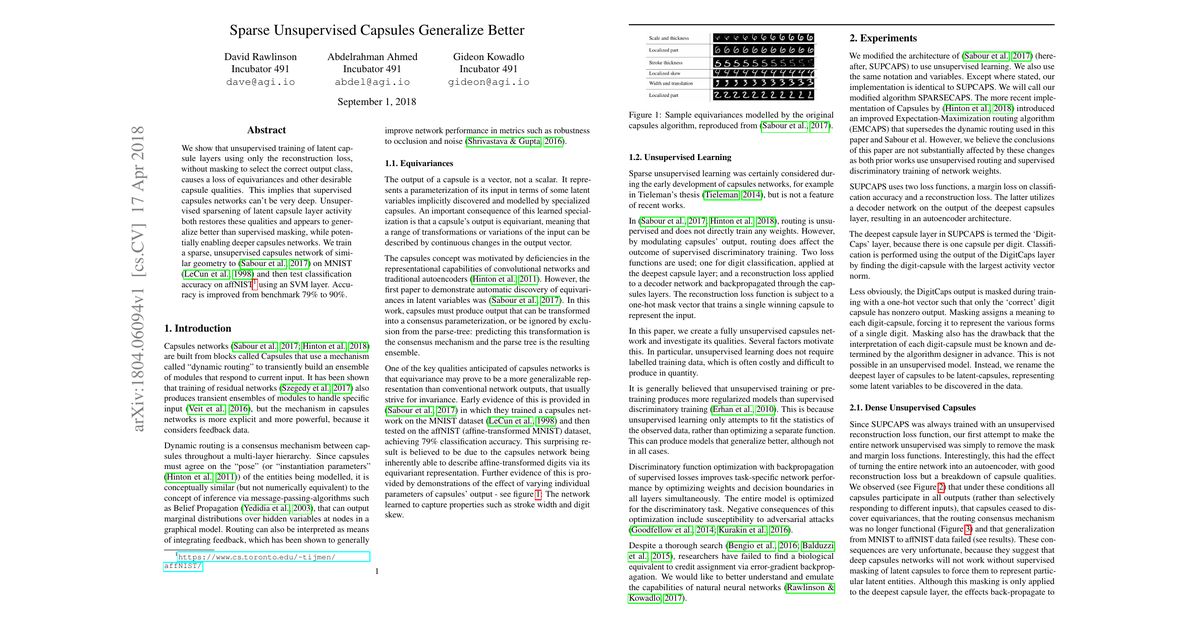 Sparse Unsupervised Capsules Generalize Better
David Rawlinson
Incubator 491
dave@agi.io
Abdelrahman Ahmed
Incubator 491
abdel@agi.io
Gideon Kowadlo
Incubator 491
gideon@agi.io
September 1, 2018
arXiv:1804.06094v1 [cs.CV] 17 Apr 2018
Abstract
We show that unsupervised training of latent cap-
sule layers using only the reconstruction loss,
without masking to select the correct output class,
causes a loss of equivariances and other desirable
capsule qualities. This implies that supervised
capsules networks can't be very deep. Unsuper-
vised sparsening of latent capsule layer activity
both restores these qualities and appears to gener-
alize better than supervised masking, while poten-
tially enabling deeper capsules networks. We train
a sparse, unsupervised capsules network of sim-
ilar geometry to (Sabour et al., 2017) on MNIST
(LeCun et al., 1998) and then test classification
accuracy on affNIST1 using an SVM layer. Accu-
racy is improved from benchmark 79% to 90%.
1. Introduction
Capsules networks (Sabour et al., 2017; Hinton et al., 2018)
are built from blocks called Capsules that use a mechanism
called “dynamic routing” to transiently build an ensemble
of modules that respond to current input. It has been shown
that training of residual networks (Szegedy et al., 2017) also
produces transient ensembles of modules to handle specific
input (Veit et al., 2016), but the mechanism in capsules
networks is more explicit and more powerful, because it
considers feedback data.
Dynamic routing is a consensus mechanism between cap-
sules throughout a multi-layer hierarchy. Since capsules
must agree on the “pose” (or “instantiation parameters”
(Hinton et al., 2011)) of the entities being modelled, it is
conceptually similar (but not numerically equivalent) to the
concept of inference via message-passing-algorithms such
as Belief Propagation (Yedidia et al., 2003), that can output
marginal distributions over hidden variables at nodes in a
graphical model. Routing can also be interpreted as means
of integrating feedback, which has been shown to generally
1https://www.cs.toronto.edu/~tijmen/
affNIST/
improve network performance in metrics such as robustness
to occlusion and noise (Shrivastava & Gupta, 2016).
1.1. Equivariances
The output of a capsule is a vector, not a scalar. It repre-
sents a parameterization of its input in terms of some latent
variables implicitly discovered and modelled by specialized
capsules. An important consequence of this learned special-
ization is that a capsule's output is equivariant, meaning that
a range of transformations or variations of the input can be
described by continuous changes in the output vector.
The capsules concept was motivated by deficiencies in the
representational capabilities of convolutional networks and
traditional autoencoders (Hinton et al., 2011). However, the
first paper to demonstrate automatic discovery of equivari-
ances in latent variables was (Sabour et al., 2017). In this
work, capsules must produce output that can be transformed
into a consensus parameterization, or be ignored by exclu-
sion from the parse-tree: predicting this transformation is
the consensus mechanism and the parse tree is the resulting
ensemble.
One of the key qualities anticipated of capsules networks is
that equivariance may prove to be a more generalizable rep-
resentation than conventional network outputs, that usually
strive for invariance. Early evidence of this is provided in
(Sabour et al., 2017) in which they trained a capsules net-
work on the MNIST dataset (LeCun et al., 1998) and then
tested on the affNIST (affine-transformed MNIST) dataset,
achieving 79% classification accuracy. This surprising re-
sult is believed to be due to the capsules network being
inherently able to describe affine-transformed digits via its
equivariant representation. Further evidence of this is pro-
vided by demonstrations of the effect of varying individual
parameters of capsules' output - see figure 1: The network
learned to capture properties such as stroke width and digit
skew.
1
Scale and thickness
Localized part
Stroke thickness
Localized skew
Width and translation
Localized part
Figure 1: Sample equivariances modelled by the original
capsules algorithm, reproduced from (Sabour et al., 2017).
1.2. Unsupervised Learning
Sparse unsupervised learning was certainly considered dur-
ing the early development of capsules networks, for example
in Tieleman's thesis (Tieleman, 2014), but is not a feature
of recent works.
In (Sabour et al., 2017; Hinton et al., 2018), routing is unsu-
pervised and does not directly train any weights. However,
by modulating capsules' output, routing does affect the
outcome of supervised discriminatory training. Two loss
functions are used; one for digit classification, applied at
the deepest capsule layer; and a reconstruction loss applied
to a decoder network and backpropagated through the cap-
sules layers. The reconstruction loss function is subject to
a one-hot mask vector that trains a single winning capsule to
represent the input.
In this paper, we create a fully unsupervised capsules net-
work and investigate its qualities. Several factors motivate
this. In particular, unsupervised learning does not require
labelled training data, which is often costly and difficult to
produce in quantity.
It is generally believed that unsupervised training or pre-
training produces more regularized models than supervised
discriminatory training (Erhan et al., 2010). This is because
unsupervised learning only attempts to fit the statistics of
the observed data, rather than optimizing a separate function.
This can produce models that generalize better, although not
in all cases.
Discriminatory function optimization with backpropagation
of supervised losses improves task-specific network perfor-
mance by optimizing weights and decision boundaries in
all layers simultaneously. The entire model is optimized
for the discriminatory task. Negative consequences of this
optimization include susceptibility to adversarial attacks
(Goodfellow et al., 2014; Kurakin et al., 2016).
Despite a thorough search (Bengio et al., 2016; Balduzzi
et al., 2015), researchers have failed to find a biological
equivalent to credit assignment via error-gradient backprop-
agation. We would like to better understand and emulate
the capabilities of natural neural networks (Rawlinson &
Kowadlo, 2017).
2. Experiments
We modified the architecture of (Sabour et al., 2017) (here-
after, SUPCAPS) to use unsupervised learning. We also use
the same notation and variables. Except where stated, our
implementation is identical to SUPCAPS. We will call our
modified algorithm SPARSECAPS. The more recent imple-
mentation of Capsules by (Hinton et al., 2018) introduced
an improved Expectation-Maximization routing algorithm
(EMCAPS) that supersedes the dynamic routing used in this
paper and Sabour et al. However, we believe the conclusions
of this paper are not substantially affected by these changes
as both prior works use unsupervised routing and supervised
discriminatory training of network weights.
SUPCAPS uses two loss functions, a margin loss on classifi-
cation accuracy and a reconstruction loss. The latter utilizes
a decoder network on the output of the deepest capsules
layer, resulting in an autoencoder architecture.
The deepest capsule layer in SUPCAPS is termed the 'Digit-
Caps' layer, because there is one capsule per digit. Classifi-
cation is performed using the output of the DigitCaps layer
by finding the digit-capsule with the largest activity vector
norm.
Less obviously, the DigitCaps output is masked during
training with a one-hot vector such that only the 'correct' digit
capsule has nonzero output. Masking assigns a meaning to
each digit-capsule, forcing it to represent the various forms
of a single digit. Masking also has the drawback that the
interpretation of each digit-capsule must be known and de-
termined by the algorithm designer in advance. This is not
possible in an unsupervised model. Instead, we rename the
deepest layer of capsules to be latent-capsules, representing
some latent variables to be discovered in the data.
2.1. Dense Unsupervised Capsules
Since SUPCAPS was always trained with an unsupervised
reconstruction loss function, our first attempt to make the
entire network unsupervised was simply to remove the mask
and margin loss functions. Interestingly, this had the effect
of turning the entire network into an autoencoder, with good
reconstruction loss but a breakdown of capsule qualities.
We observed (see Figure 2) that under these conditions all
capsules participate in all outputs (rather than selectively
responding to different inputs), that capsules ceased to dis-
cover equivariances, that the routing consensus mechanism
was no longer functional (Figure 3) and that generalization
from MNIST to affNIST data failed (see results). These con-
sequences are very unfortunate, because they suggest that
deep capsules networks will not work without supervised
masking of latent capsules to force them to represent partic-
ular latent entities. Although this masking is only applied
to the deepest capsule layer, the effects back-propagate to